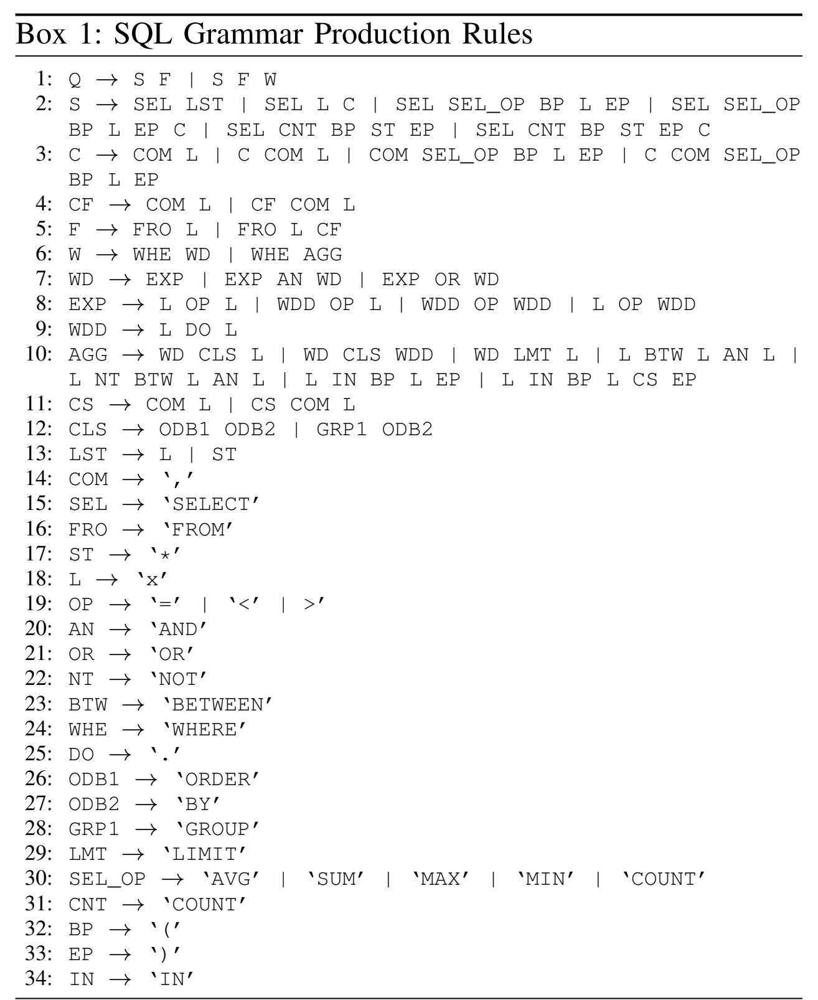 Box 1: SQL Grammar Production Rules
1: Q → S F | S F W
2: S → SEL LST | SEL L C | SEL SEL_OP BP L EP | SEL SEL_OP
BP L EP C | SEL CNT BP ST EP | SEL CNT BP ST EP C
3: C → COM L | C COM L | COM SEL_OP BP L EP | C COM SEL_OP
BP L EP
4: CF → COM L | CF COM L
5: F → FRO L | FRO L CF
6: W → WHE WD | WHE AGG
7: WD → EXP | EXP AN WD | EXP OR WD
8: EXP → L OP L | WDD OP L | WDD OP WDD | L OP WDD
9: WDD → L DO L
10: AGG → WD CLS L | WD CLS WDD | WD LMT L | L BTW L AN L |
L NT BTW L AN L | L IN BP L EP | L IN BP L CS EP
11: CS → COM L | CS COM L
12: CLS → ODB1 ODB2 | GRP1 ODB2
13: LST → L | ST
14: COM → ‘,’
15: SEL → ‘SELECT’
16: FRO → ‘FROM’
17: ST → ‘*’
18: L → ‘x’
19: OP → ‘=’ | ‘<’ | >’
20: AN → ‘AND’
21: OR → ‘OR’
22: NT → ‘NOT’
23: BTW → ‘BETWEEN’
24: WHE → ‘WHERE’
25: DO → ‘.’
26: ODB1 → ‘ORDER’
27: ODB2 → ‘BY’
28: GRP1 → ‘GROUP’
29: LMT → ‘LIMIT’
30: SEL_OP → ‘AVG’ | ‘SUM’ | ‘MAX’ | ‘MIN’ | ‘COUNT’
31: CNT → ‘COUNT’
32: BP → ‘(’
33: EP → ‘)’
34: IN → ‘IN’